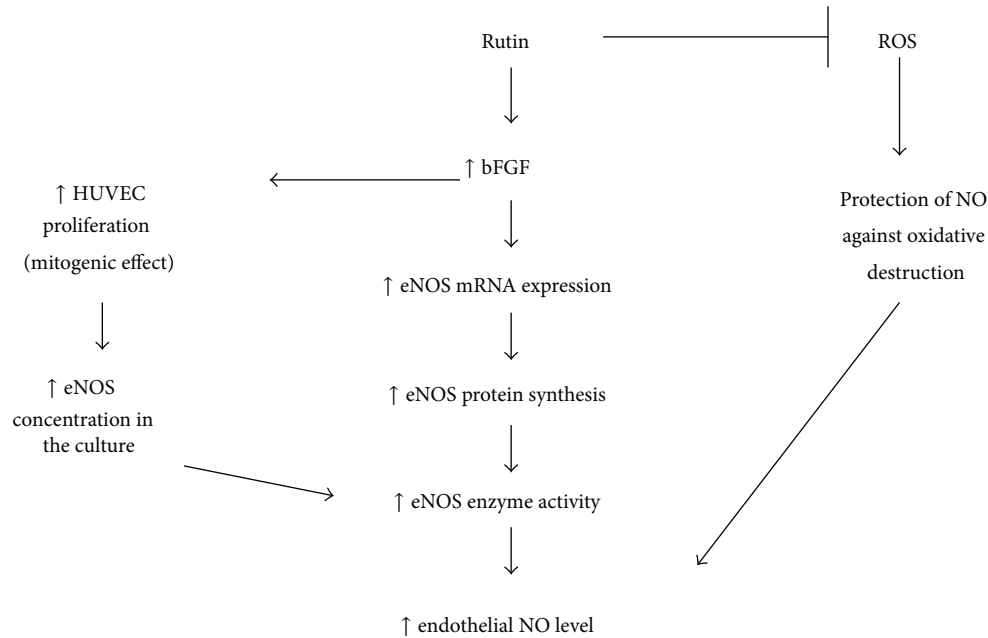 Rutin
ROS
↑ bFGF
↑ HUVEC
proliferation
(mitogenic effect)
Protection of NO
against oxidative
destruction
↑ eNOS mRNA expression
↑ eNOS
concentration in
the culture
↑ eNOS protein synthesis
↑ eNOS enzyme activity
↑ endothelial NO level